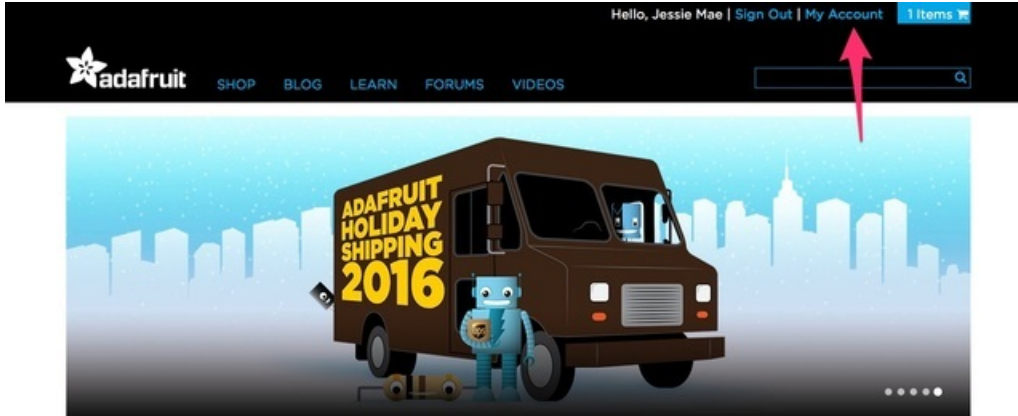 Hello, Jessie Mae | Sign Out | My Account 1 Items
adafruit SHOP BLOG LEARN FORUMS VIDEOS
ADAFRUIT
HOLIDAY
SHIPPING
2016
ups